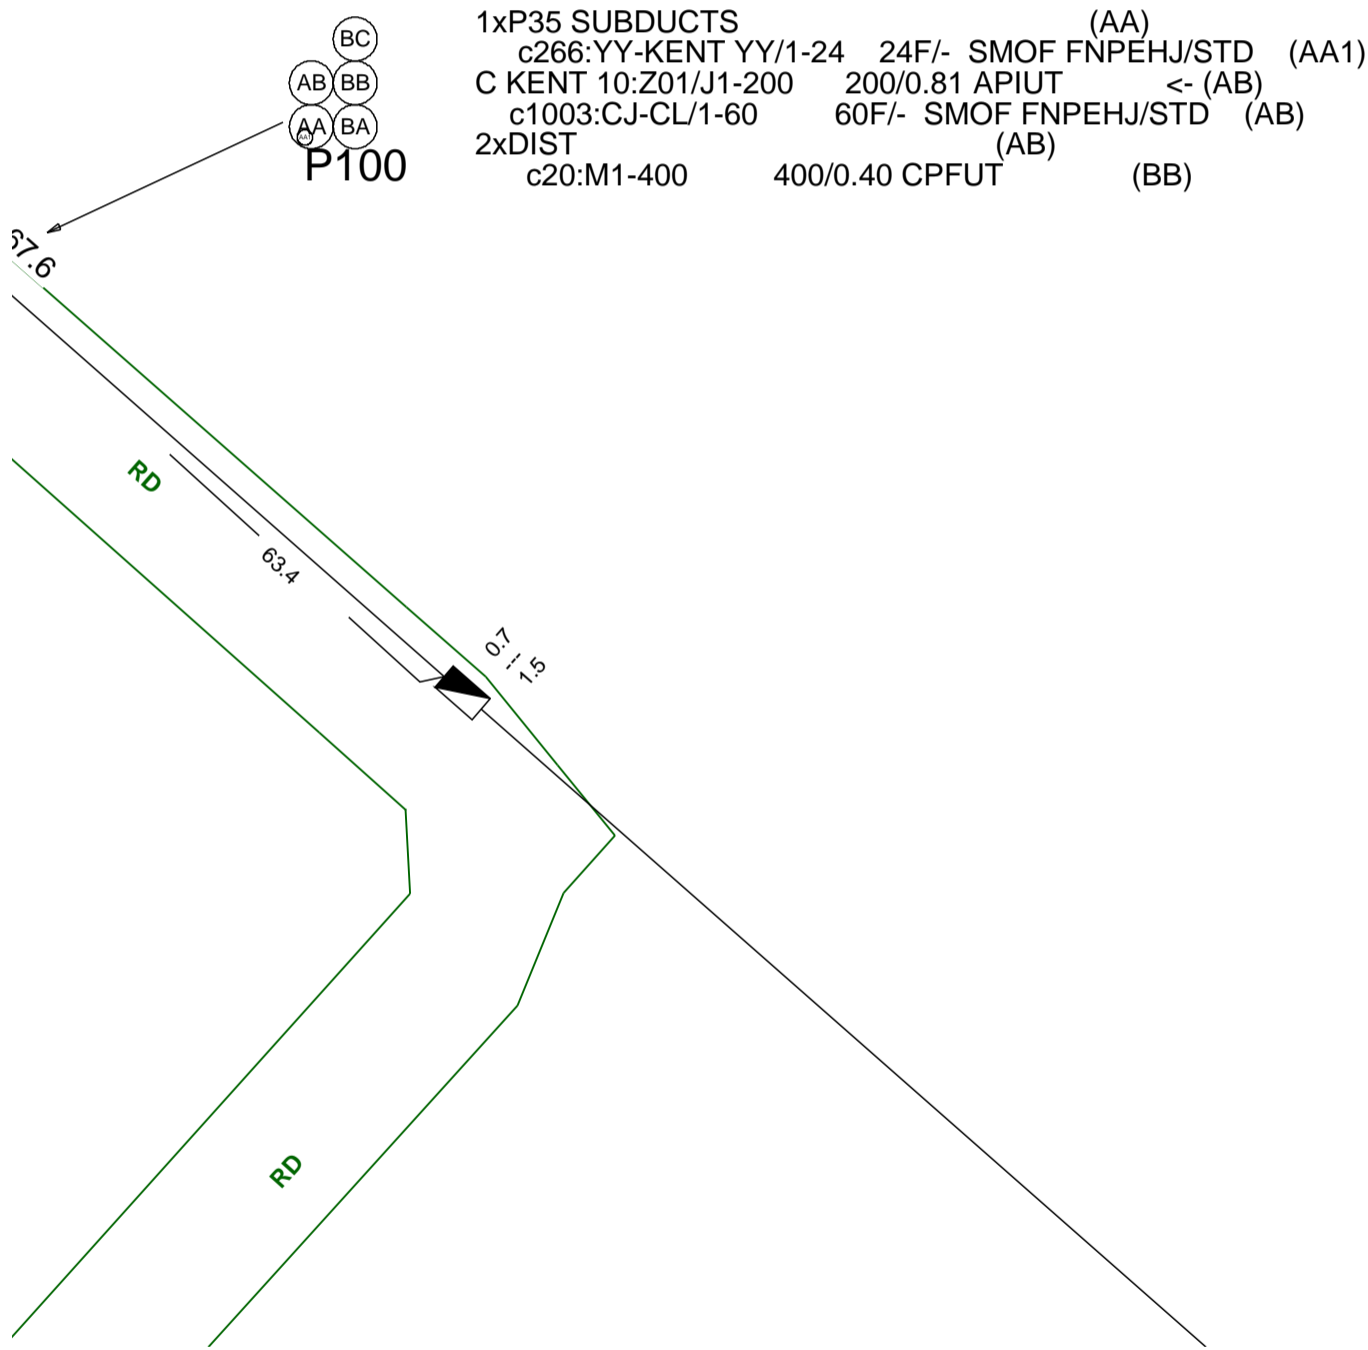 BC
AB BB
AA BA
AA1
P100
1xP35 SUBDUCTS (AA)
c266:YY-KENT YY/1-24 24F/- SMOF FNPEHJ/STD (AA1)
C KENT 10:Z01/J1-200 200/0.81 APIUT <- (AB)
c1003:CJ-CL/1-60 60F/- SMOF FNPEHJ/STD (AB)
2xDIST (AB)
c20:M1-400 400/0.40 CPFUT (BB)
67.6
RD
63.4
0.7
1.5
RD